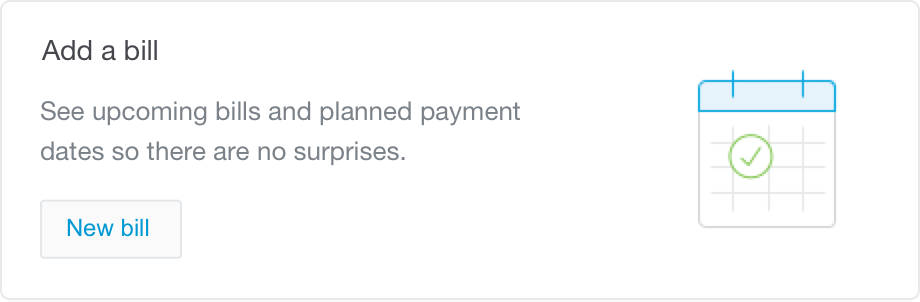 Add a bill
See upcoming bills and planned payment
dates so there are no surprises.
New bill